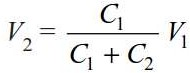 V₂ = C₁ / (C₁ + C₂) V₁